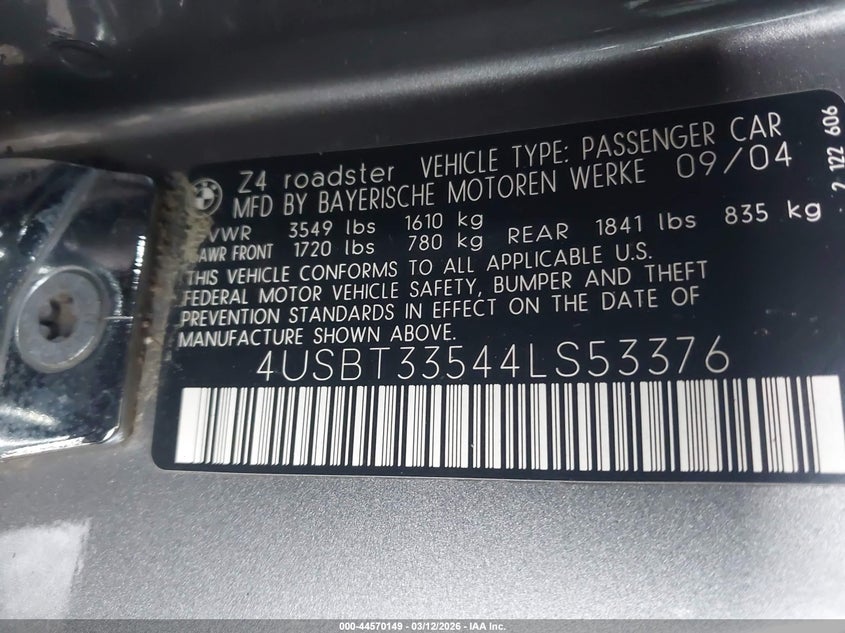 Z4 roadster VEHICLE TYPE: PASSENGER CAR
MFD BY BAYERISCHE MOTOREN WERKE 09/04
VWR 3549 lbs 1610 kg
AWR FRONT 1720 lbs 780 kg REAR 1841 lbs 835 kg
THIS VEHICLE CONFORMS TO ALL APPLICABLE U.S.
FEDERAL MOTOR VEHICLE SAFETY, BUMPER AND THEFT
PREVENTION STANDARDS IN EFFECT ON THE DATE OF
MANUFACTURE SHOWN ABOVE.
4USBT33544LS53376
2 122 606
000-44570149 - 03/12/2026 - IAA Inc.